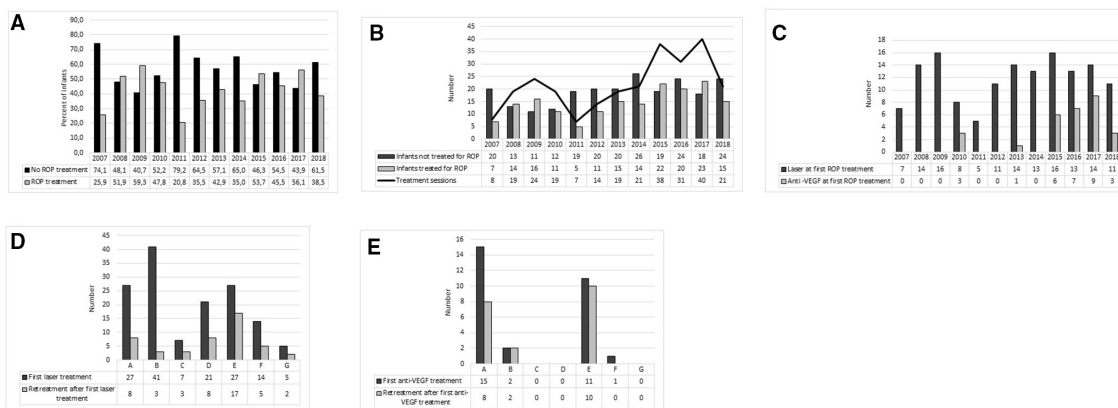 A
90,0
80,0
70,0
60,0
50,0
40,0
30,0
20,0
10,0
0,0
Percent of infants
2007 2008 2009 2010 2011 2012 2013 2014 2015 2016 2017 2018
No ROP treatment 74,1 48,1 40,7 52,2 79,2 64,5 57,1 65,0 46,3 54,5 43,9 61,5
ROP treatment 25,9 51,9 59,3 47,8 20,8 35,5 42,9 35,0 53,7 45,5 56,1 38,5
B
45
40
35
30
25
20
15
10
5
0
Number
2007 2008 2009 2010 2011 2012 2013 2014 2015 2016 2017 2018
Infants not treated for ROP 20 13 11 12 19 20 20 26 19 24 18 24
Infants treated for ROP 7 14 16 11 5 11 15 14 22 20 23 15
Treatment sessions 8 19 24 19 7 14 19 21 38 31 40 21
C
18
16
14
12
10
8
6
4
2
0
Number
2007 2008 2009 2010 2011 2012 2013 2014 2015 2016 2017 2018
Laser at first ROP treatment 7 14 16 8 5 11 14 13 16 13 14 11
Anti -VEGF at first ROP treatment 0 0 0 3 0 0 1 0 6 7 9 3
D
45
40
35
30
25
20
15
10
5
0
Number
A B C D E F G
First laser treatment 27 41 7 21 27 14 5
Retreatment after first laser
treatment 8 3 3 8 17 5 2
E
16
14
12
10
8
6
4
2
0
Number
A B C D E F G
First anti-VEGF treatment 15 2 0 0 11 1 0
Retreatment after first anti-
VEGF treatment 8 2 0 0 10 0 0